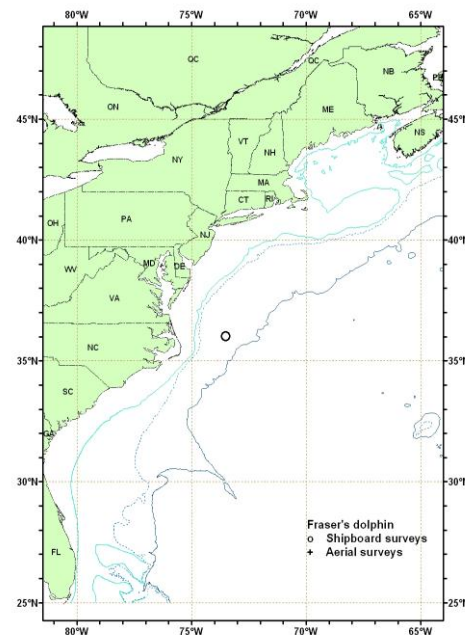 80°W 75°W 70°W 65°W
QC QC NB
PE
ON ME
45°N 45°N
NS
VT
NH
NY
MA
CT RI
PA
40°N 40°N
OH NJ
MD DE
WV
VA
NC
35°N 35°N
SC
GA
30°N 30°N
Fraser's dolphin
o Shipboard surveys
+ Aerial surveys
FL
25°N 25°N
80°W 75°W 70°W 65°W